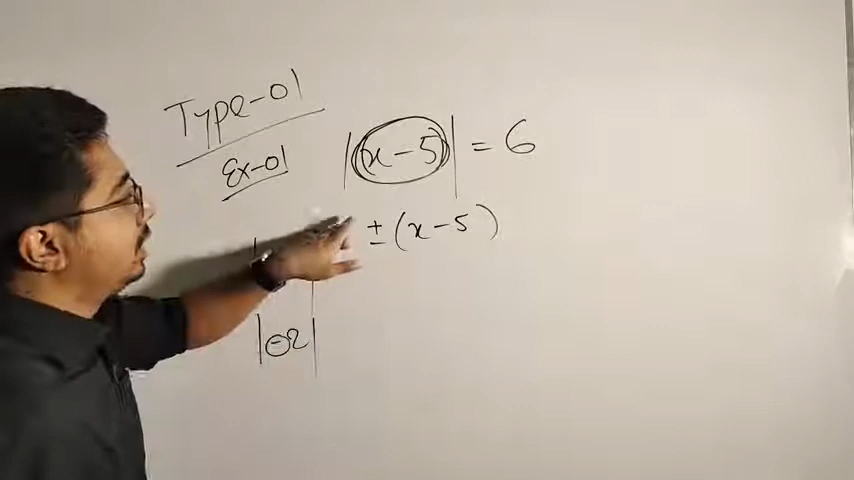 Type-01
Ex-01
|x-5| = 6
±(x-5)
|-2|